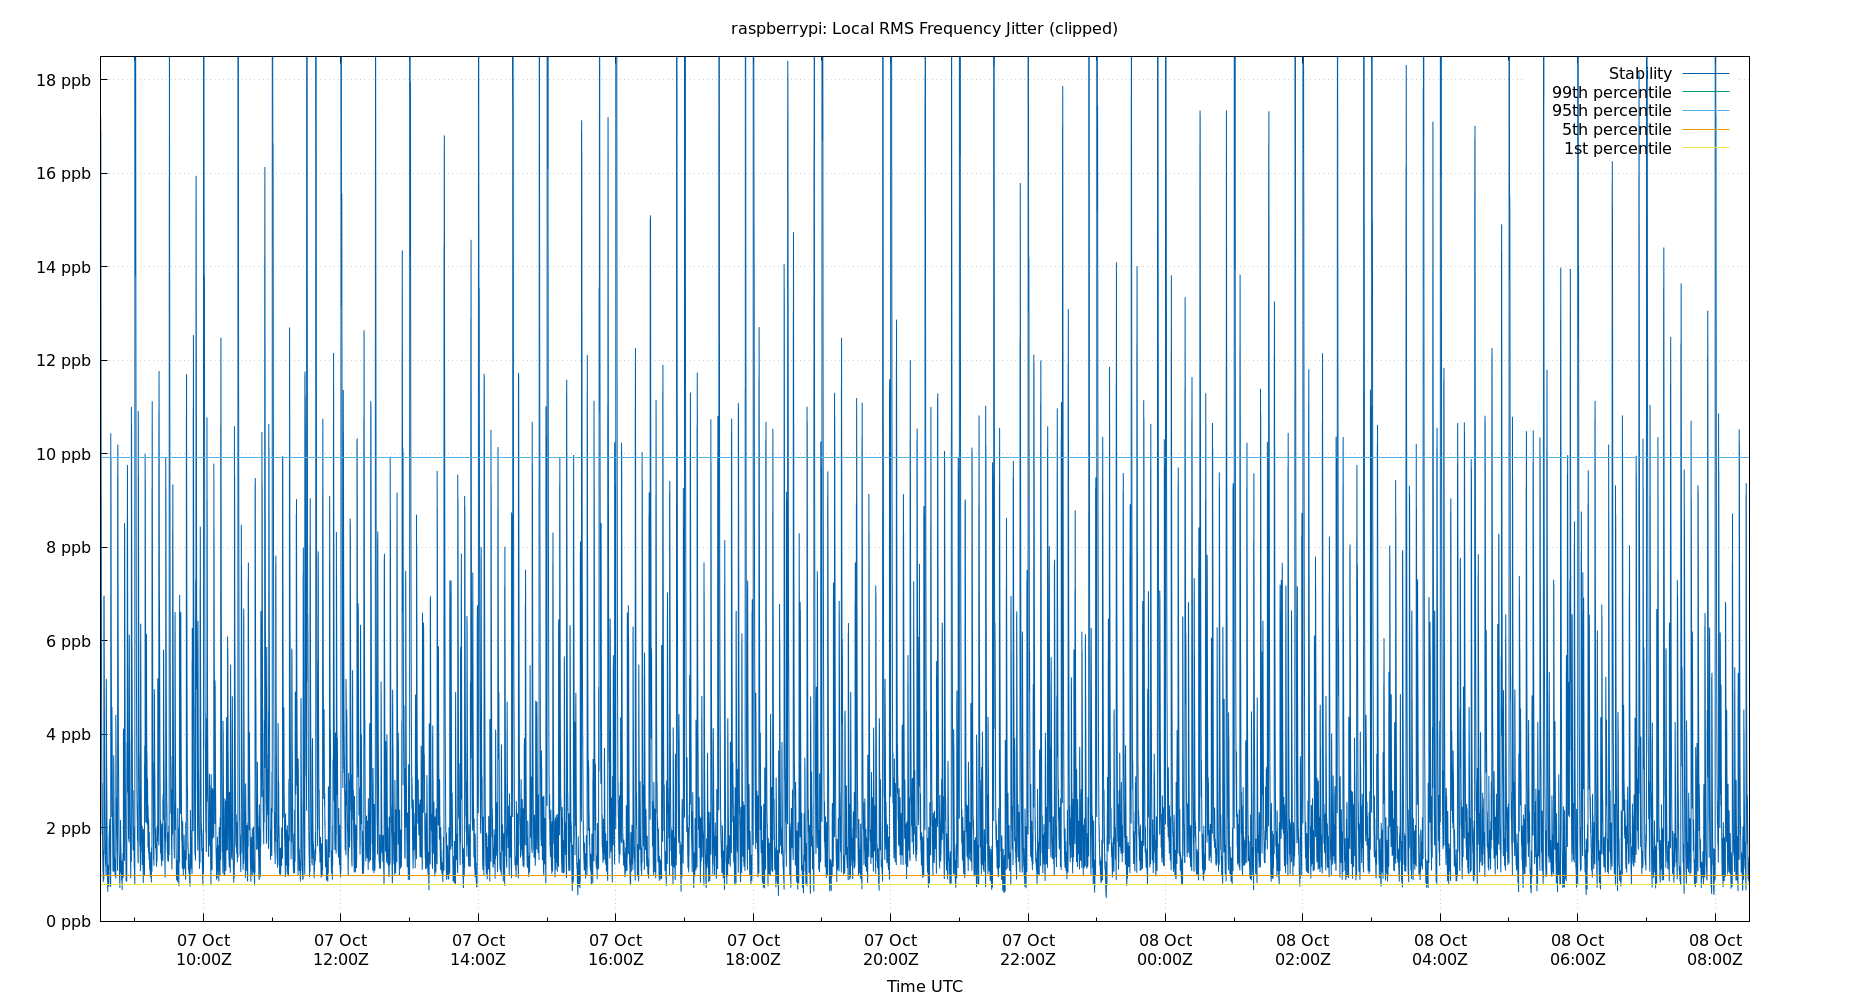 raspberrypi: Local RMS Frequency Jitter (clipped)
18 ppb
16 ppb
14 ppb
12 ppb
10 ppb
8 ppb
6 ppb
4 ppb
2 ppb
0 ppb
Stability
99th percentile
95th percentile
5th percentile
1st percentile
07 Oct 07 Oct 07 Oct 07 Oct 07 Oct 07 Oct 07 Oct 08 Oct 08 Oct 08 Oct 08 Oct 08 Oct
10:00Z 12:00Z 14:00Z 16:00Z 18:00Z 20:00Z 22:00Z 00:00Z 02:00Z 04:00Z 06:00Z 08:00Z
Time UTC